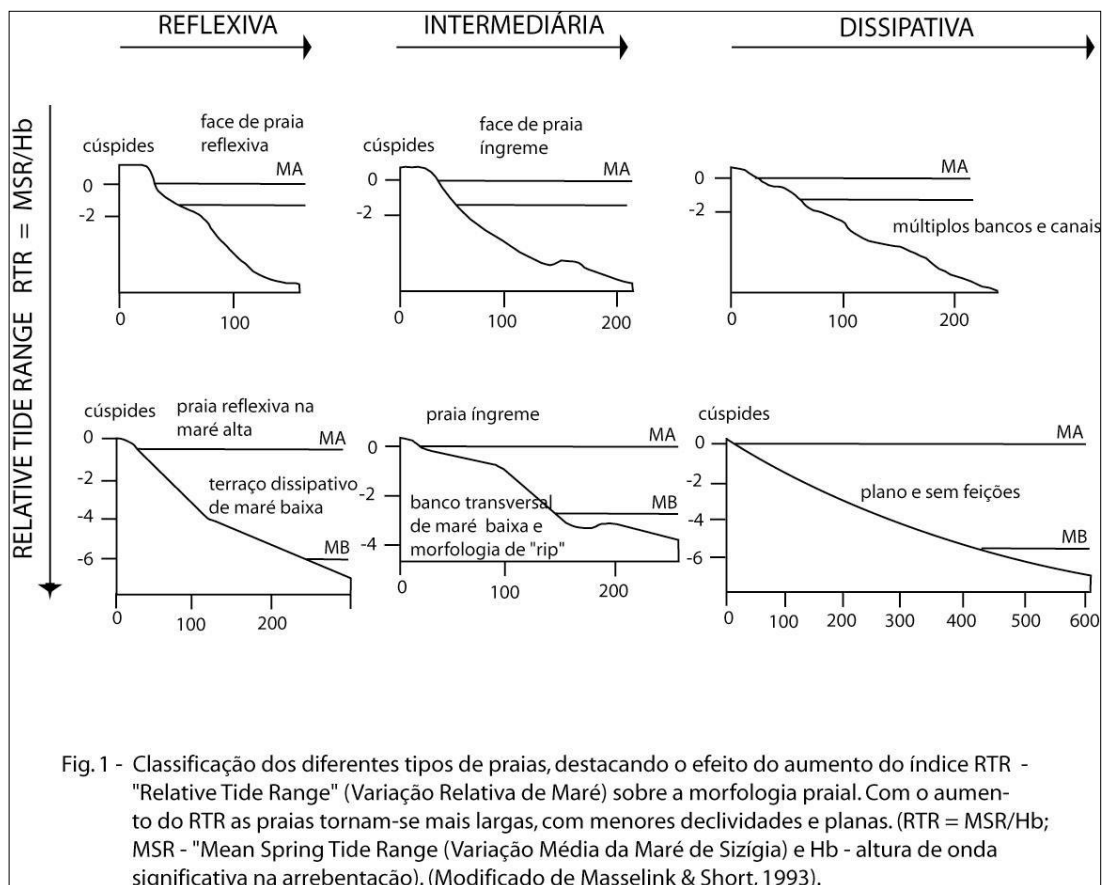 REFLEXIVA
INTERMEDIÁRIA
DISSIPATIVA
RELATIVE TIDE RANGE RTR = MSR/Hb
cúspides
face de praia
reflexiva
MA
0
-2
0
100
cúspides
face de praia
íngreme
MA
0
-2
0
100
200
MA
0
-2
múltiplos bancos e canais
0
100
200
cúspides
praia reflexiva na
maré alta
MA
0
-2
terraço dissipativo
de maré baixa
-4
MB
-6
0
100
200
praia íngreme
MA
0
-2
banco transversal
de maré baixa e
morfologia de "rip"
MB
-4
0
100
200
cúspides
MA
0
-2
plano e sem feições
-4
MB
-6
0
100
200
300
400
500
600
Fig. 1 - Classificação dos diferentes tipos de praias, destacando o efeito do aumento do índice RTR -
"Relative Tide Range" (Variação Relativa de Maré) sobre a morfologia praial. Com o aumen-
to do RTR as praias tornam-se mais largas, com menores declividades e planas. (RTR = MSR/Hb;
MSR - "Mean Spring Tide Range (Variação Média da Maré de Sizígia) e Hb - altura de onda
significativa na arrebentação). (Modificado de Masselink & Short, 1993).